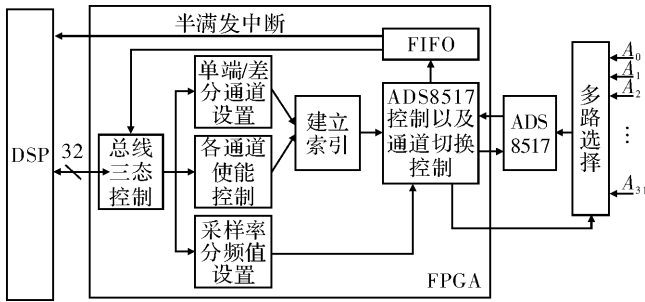 半满发中断
FIFO
单端/差
分通道
设置
ADS8517
控制以及
通道切换
控制
建立
索引
各通道
使能
控制
采样率
分频值
设置
总线
三态
控制
DSP
32
ADS
8517
多路选择
A0
A1
A2
⋮
A31
FPGA